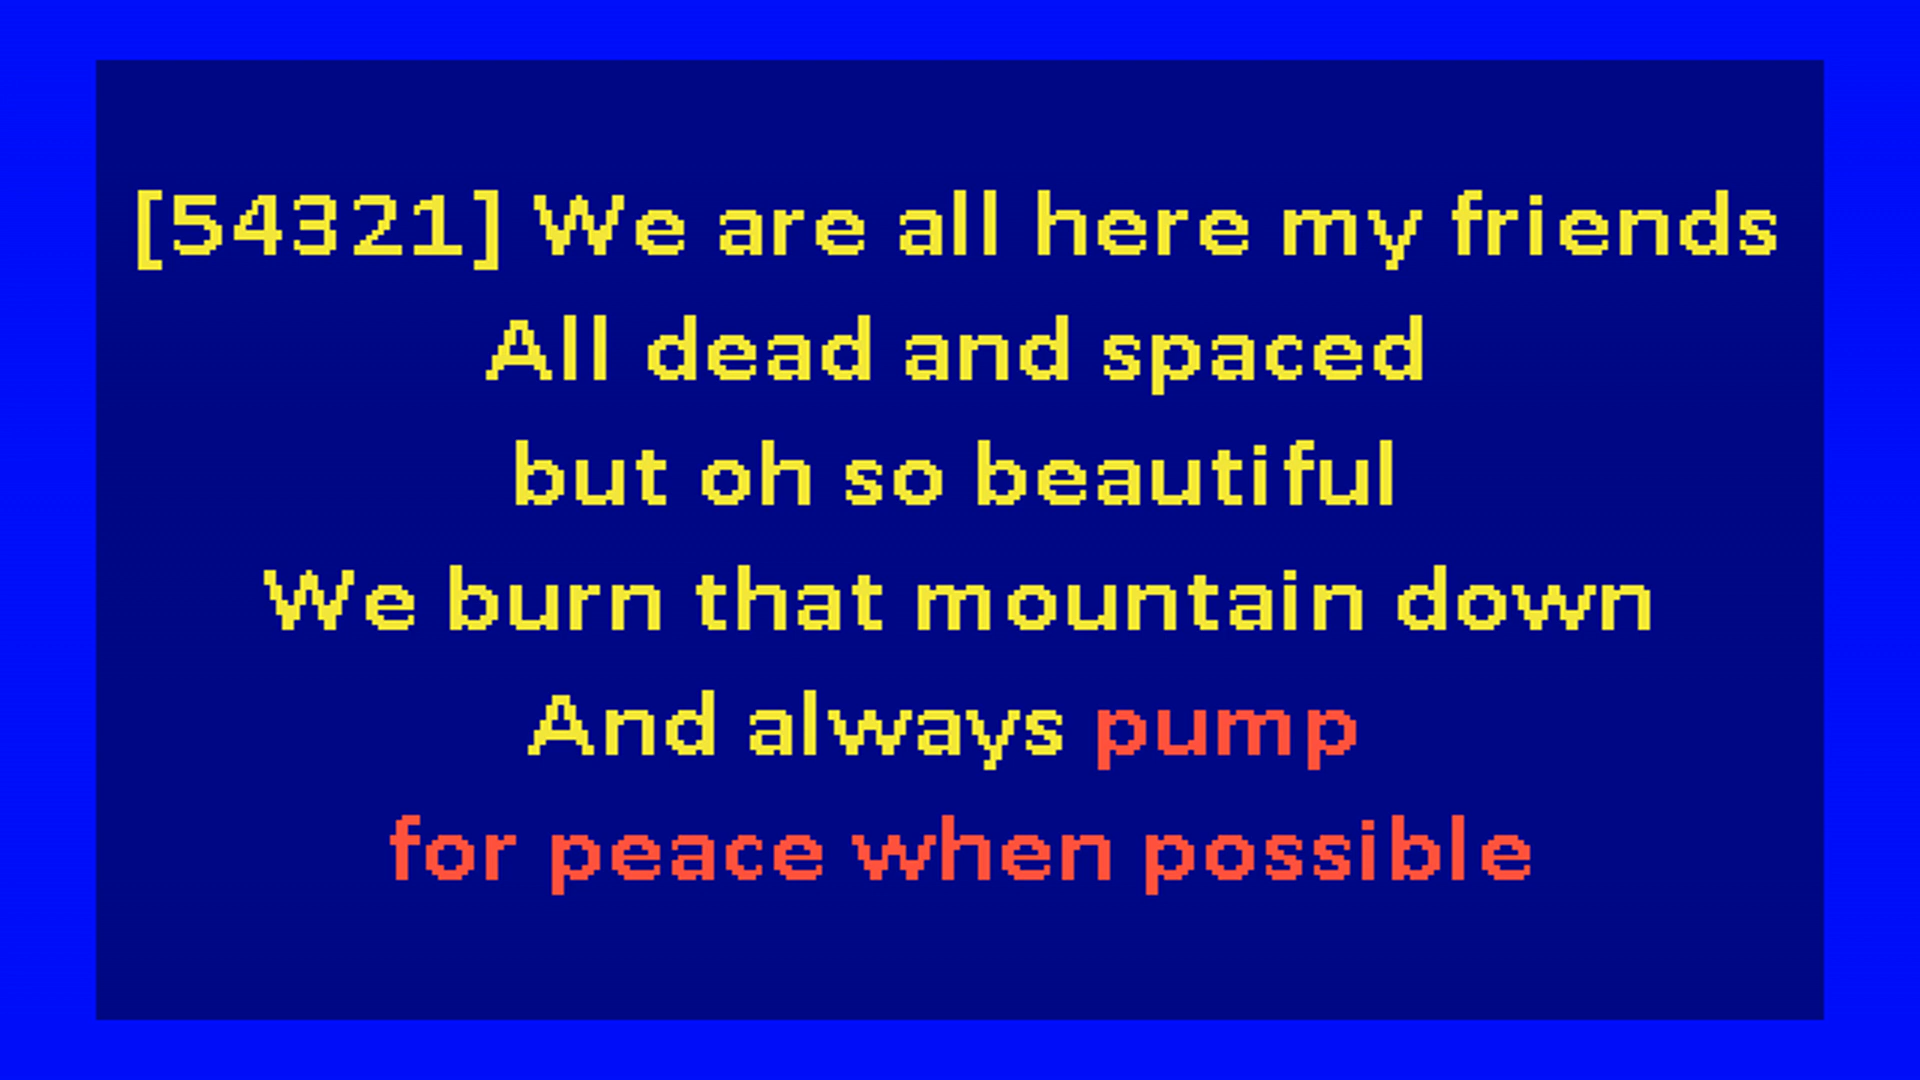 [54321] We are all here my friends
All dead and spaced
but oh so beautiful
We burn that mountain down
And always pump
for peace when possible